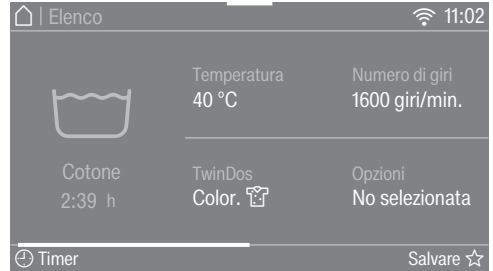 Elenco
11:02
Temperatura
40 °C
Numero di giri
1600 giri/min.
Cotone
2:39 h
TwinDos
Color.
Opzioni
No selezionata
Timer
Salvare